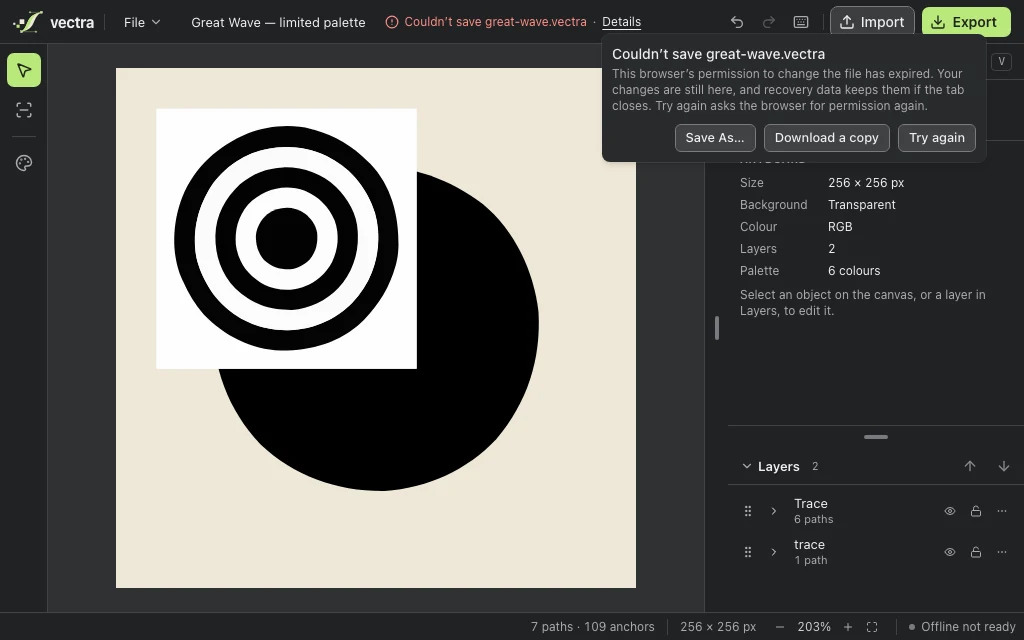 vectra
File
Great Wave — limited palette
Couldn’t save great-wave.vectra · Details
Import
Export
Couldn’t save great-wave.vectra
This browser’s permission to change the file has expired. Your
changes are still here, and recovery data keeps them if the tab
closes. Try again asks the browser for permission again.
Save As…
Download a copy
Try again
V
Size 256 × 256 px
Background Transparent
Colour RGB
Layers 2
Palette 6 colours
Select an object on the canvas, or a layer in
Layers, to edit it.
Layers 2
Trace
6 paths
trace
1 path
7 paths · 109 anchors
256 × 256 px
203%
Offline not ready